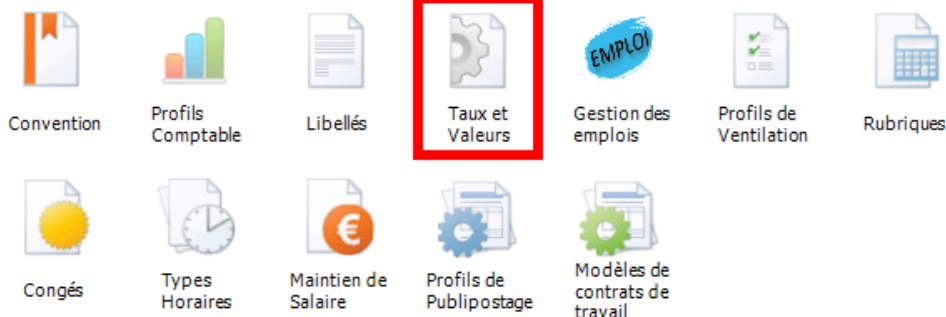 EMPLOI
Convention
Profils
Comptable
Libellés
Taux et
Valeurs
Gestion des
emplois
Profils de
Ventilation
Rubriques
€
Congés
Types
Horaires
Maintien de
Salaire
Profils de
Publipostage
Modèles de
contrats de
travail